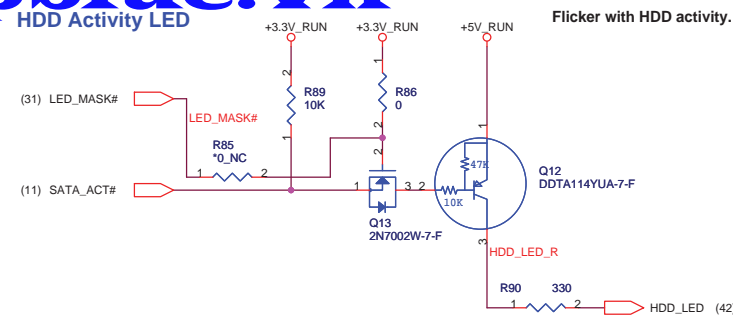 HDD Activity LED
Flicker with HDD activity.
+3.3V_RUN
+3.3V_RUN
+5V_RUN
2
R89
10K
1
1
R86
0
2
(31) LED_MASK#
LED_MASK#
R85
*0_NC
1
2
(11) SATA_ACT#
2
1
3
Q13
2N7002W-7-F
1
47K
2
10K
3
Q12
DDTA114YUA-7-F
HDD_LED_R
R90
330
1
2
HDD_LED (42